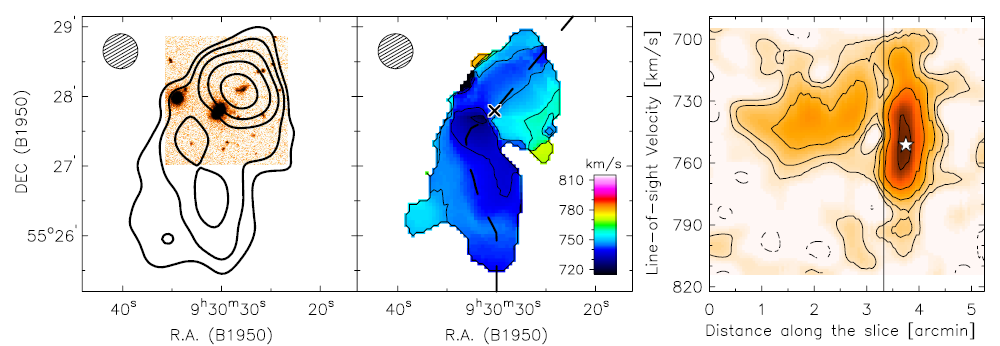 29'
28'
27'
55°26'
DEC (B1950)
40ˢ
9ʰ30ᵐ30ˢ
20ˢ
R.A. (B1950)
km/s
810
780
750
720
40ˢ
9ʰ30ᵐ30ˢ
20ˢ
R.A. (B1950)
Line-of-sight Velocity [km/s]
700
730
760
790
820
0
1
2
3
4
5
Distance along the slice [arcmin]